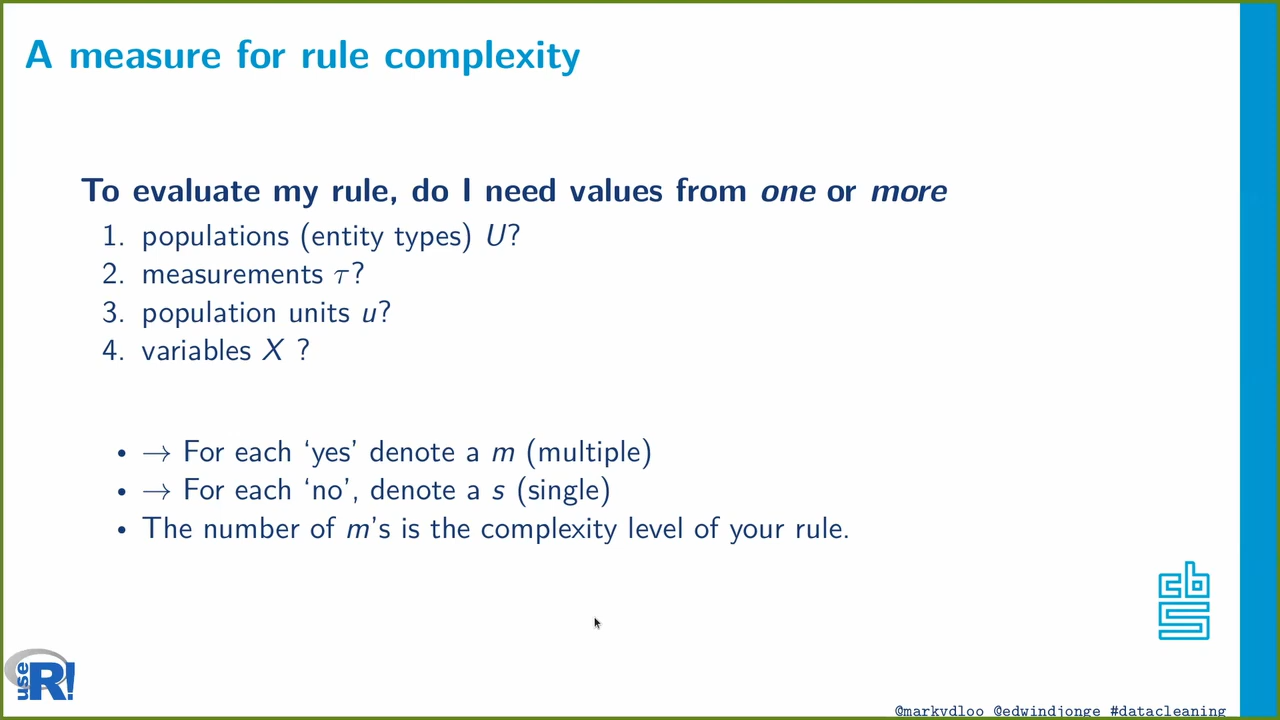 A measure for rule complexity
To evaluate my rule, do I need values from one or more
1. populations (entity types) U?
2. measurements τ?
3. population units u?
4. variables X ?
• → For each ‘yes’ denote a m (multiple)
• → For each ‘no’, denote a s (single)
• The number of m’s is the complexity level of your rule.
cbs
useR!
@markvdloo @edwindjonge #datacleaning